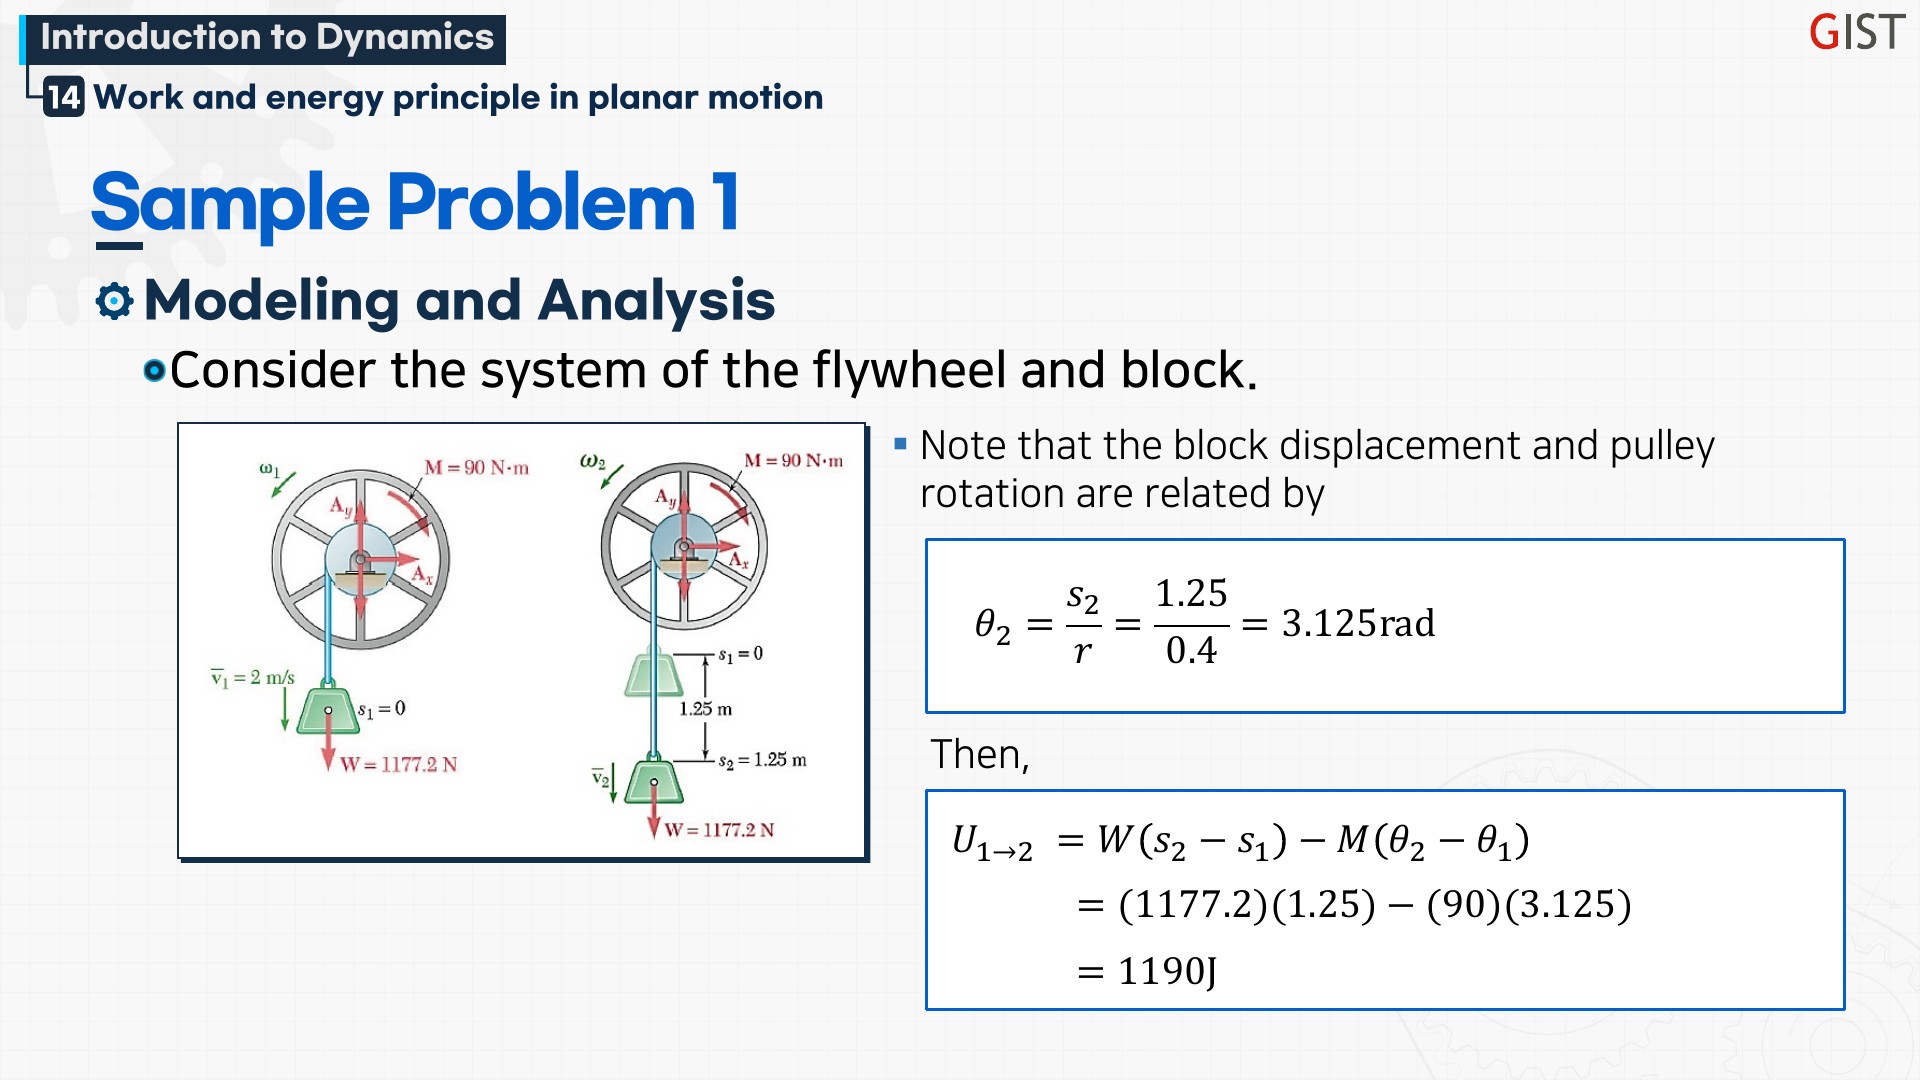 Introduction to Dynamics
GIST
14 Work and energy principle in planar motion
Sample Problem 1
Modeling and Analysis
Consider the system of the flywheel and block.
ω₁
M = 90 N·m
A_y
A_x
v̅₁ = 2 m/s
s₁ = 0
W = 1177.2 N
ω₂
M = 90 N·m
A_y
A_x
s₁ = 0
1.25 m
s₂ = 1.25 m
v̅₂
W = 1177.2 N
▪ Note that the block displacement and pulley
rotation are related by
θ₂ = s₂/r = 1.25/0.4 = 3.125rad
Then,
U₁→₂ = W(s₂ − s₁) − M(θ₂ − θ₁)
= (1177.2)(1.25) − (90)(3.125)
= 1190J